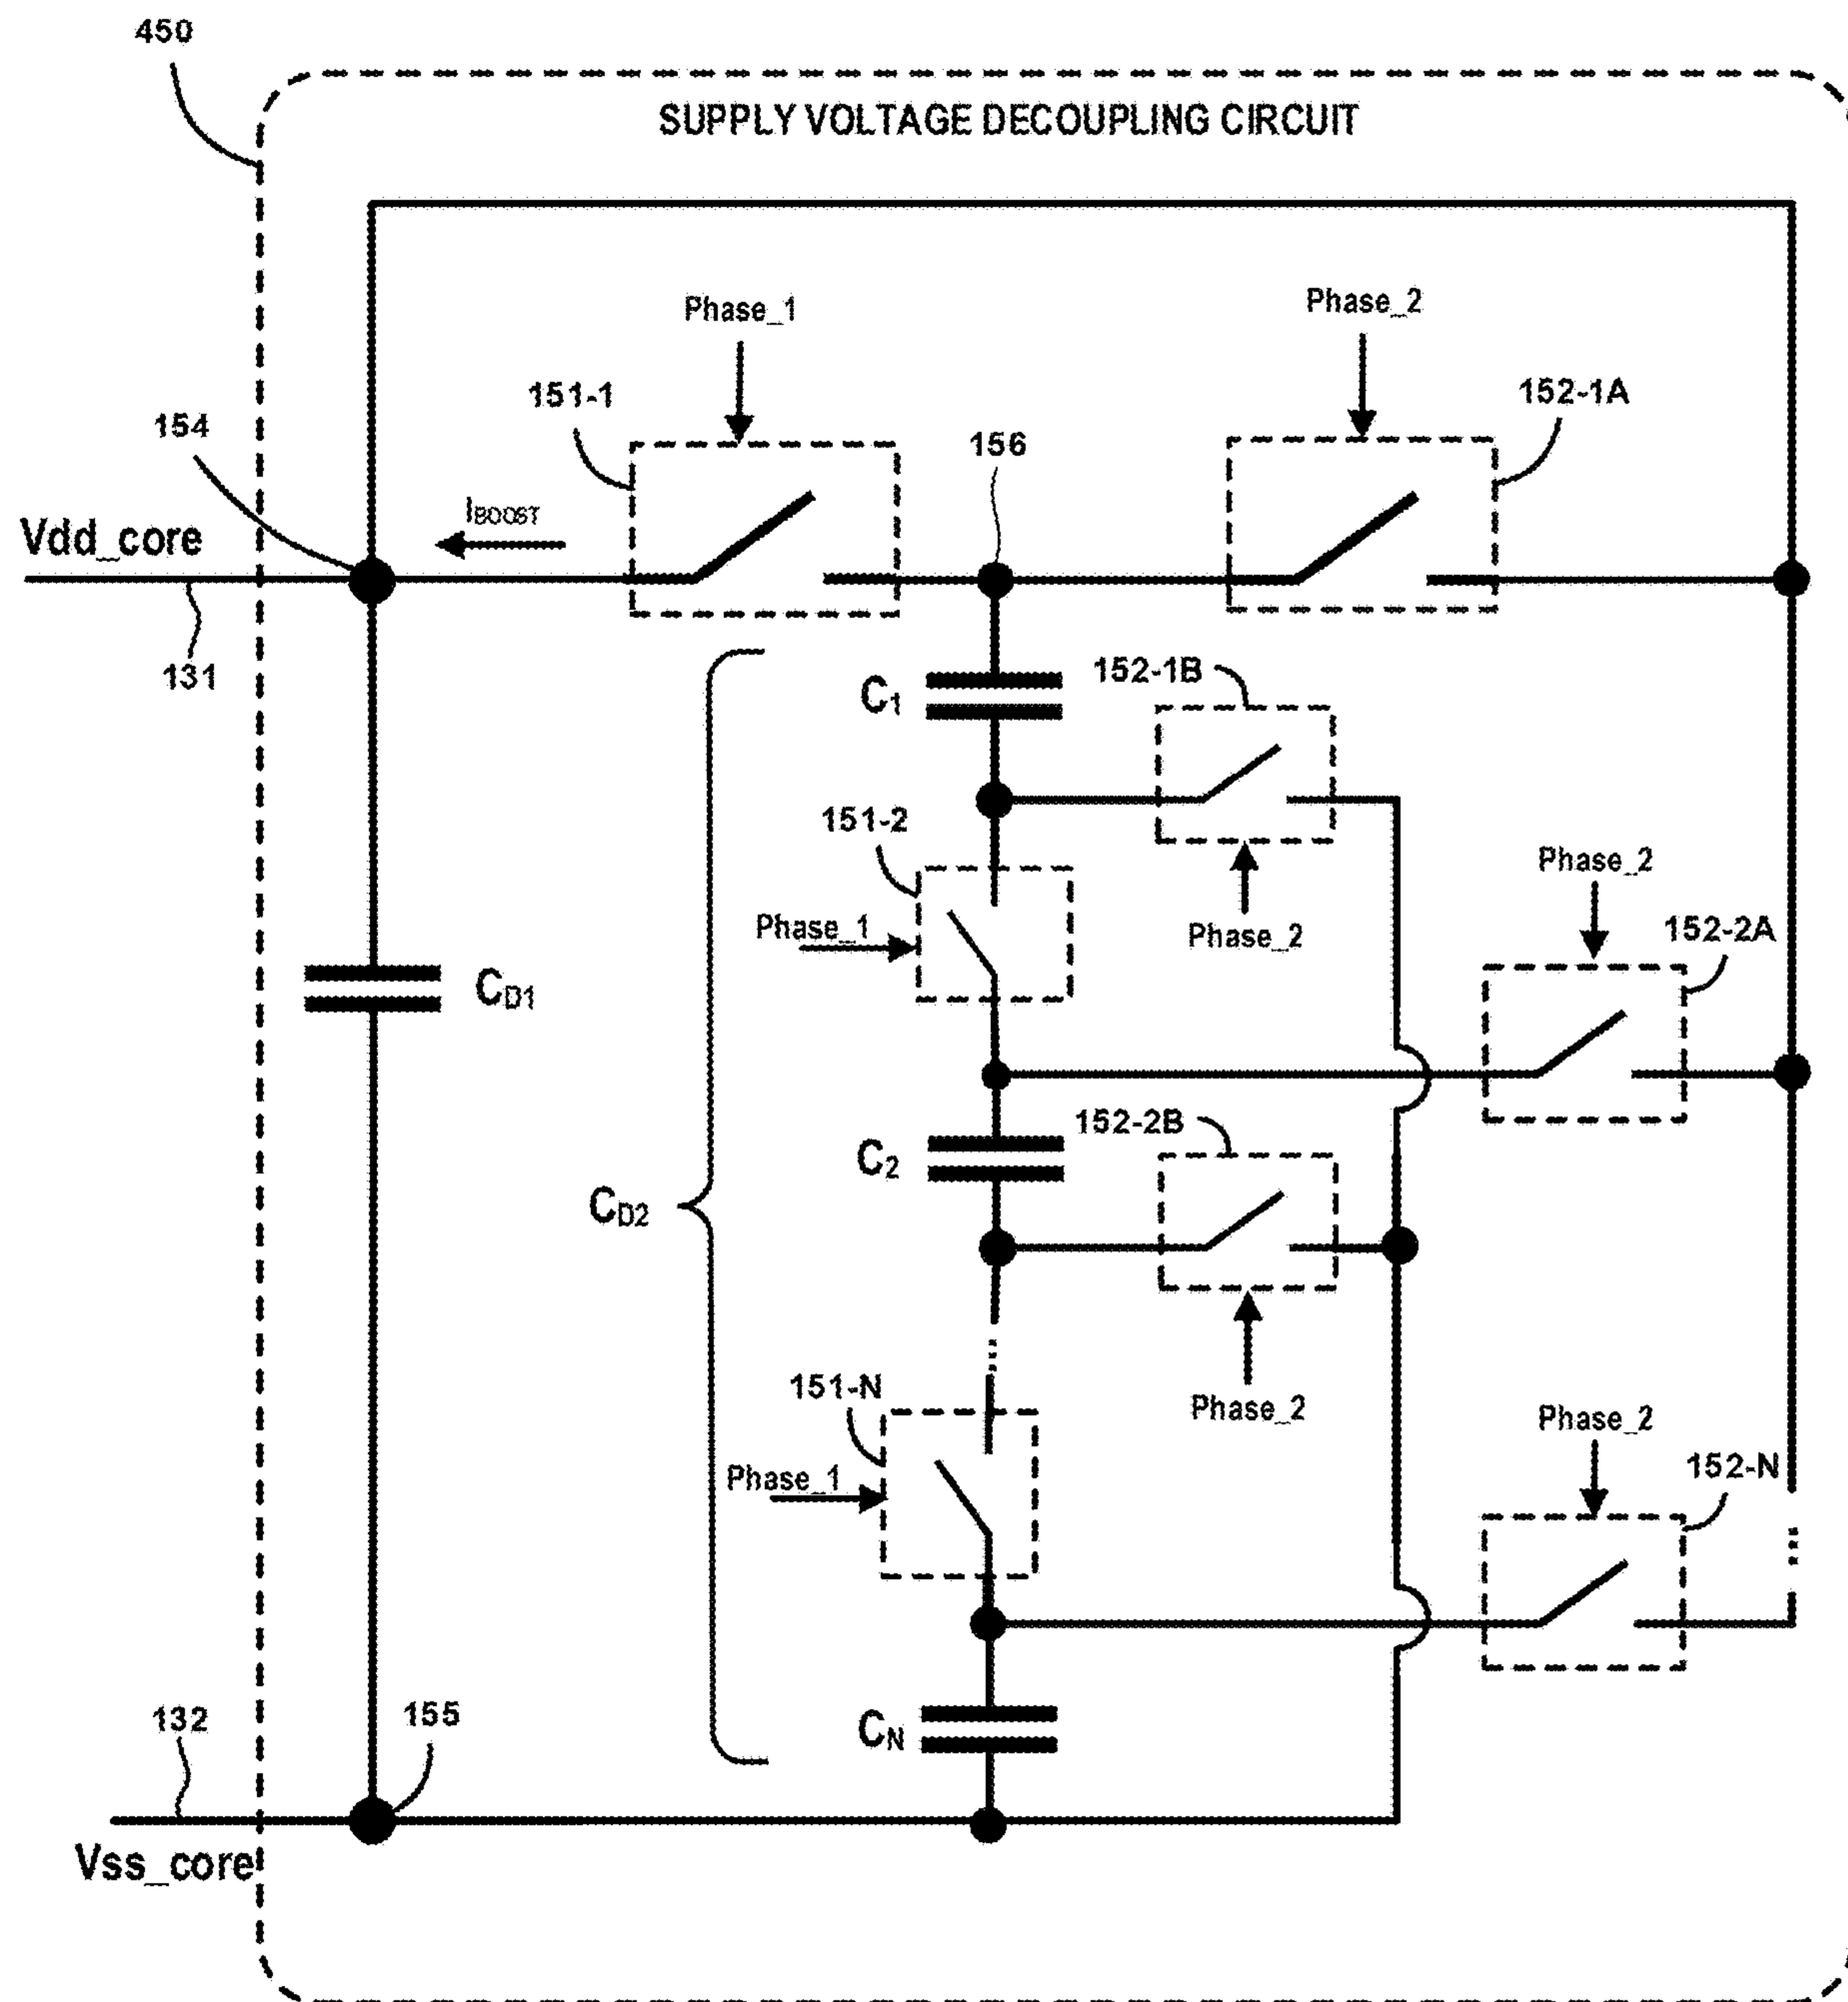 450
SUPPLY VOLTAGE DECOUPLING CIRCUIT
Phase_1
Phase_2
151-1
152-1A
154
156
IBOOST
Vdd_core
131
C1
152-1B
151-2
Phase_1
Phase_2
Phase_2
152-2A
CD1
152-2B
C2
CD2
151-N
Phase_2
Phase_2
Phase_1
152-N
132
155
CN
Vss_core